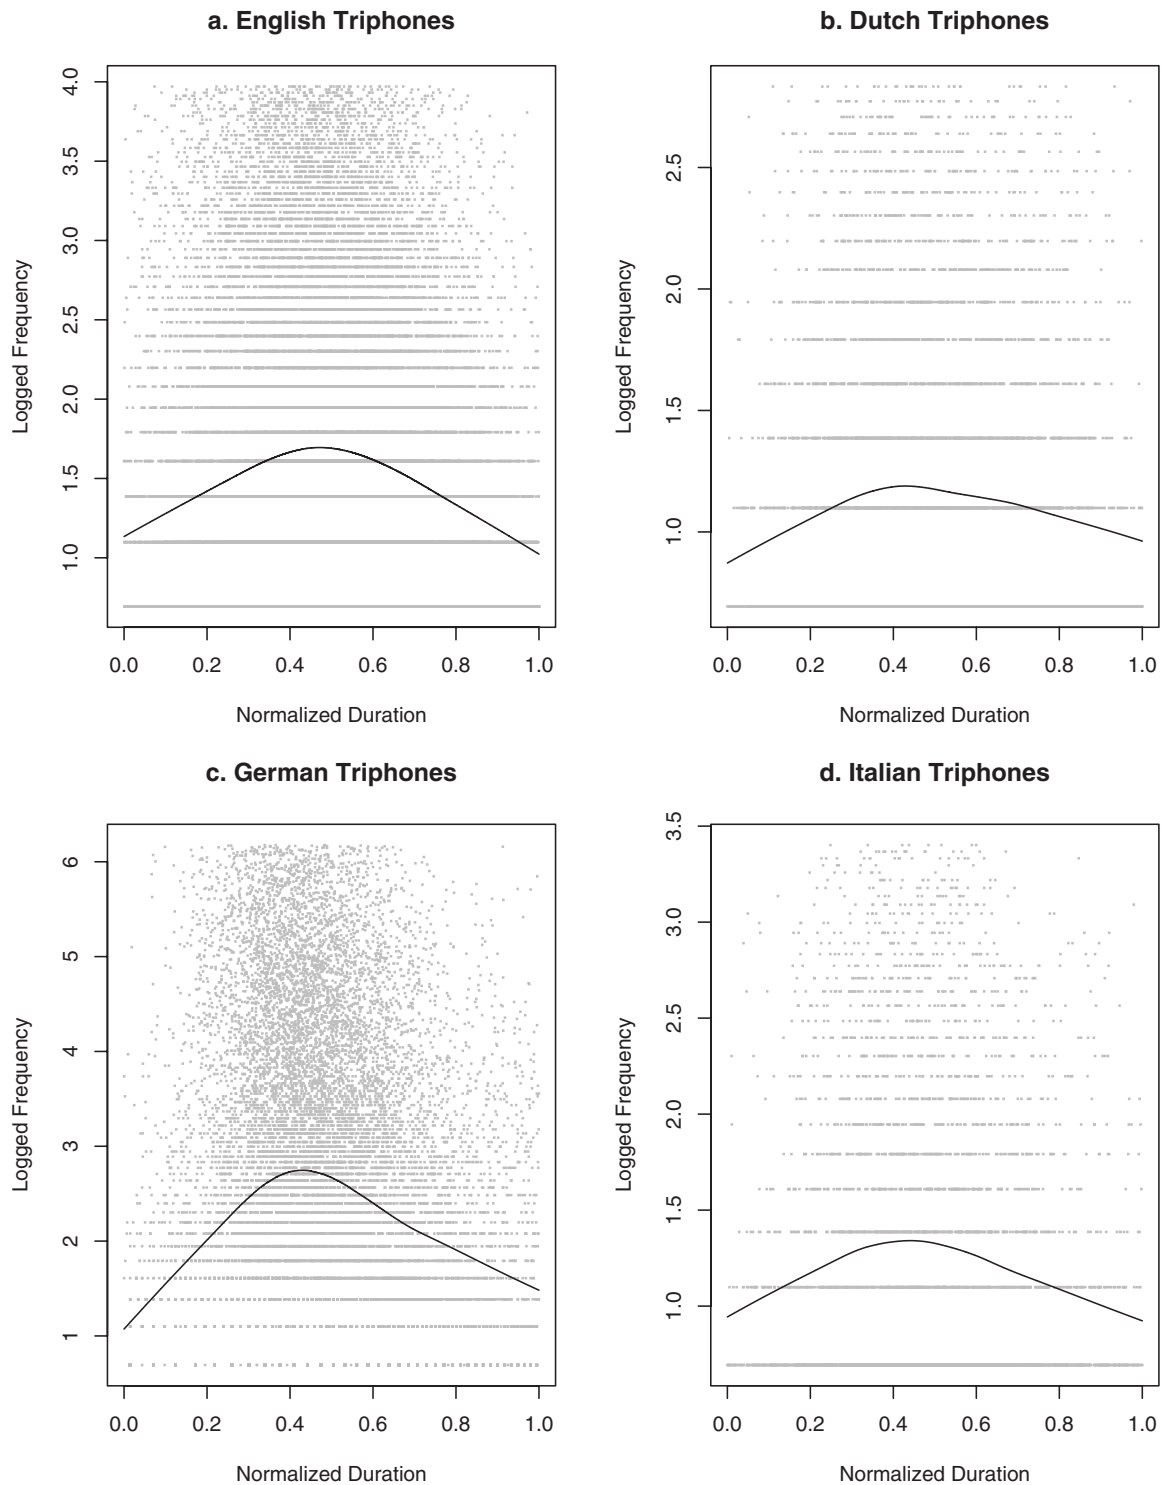 a. English Triphones
4.0
3.5
3.0
2.5
2.0
1.5
1.0
Logged Frequency
0.0 0.2 0.4 0.6 0.8 1.0
Normalized Duration
b. Dutch Triphones
2.5
2.0
1.5
1.0
Logged Frequency
0.0 0.2 0.4 0.6 0.8 1.0
Normalized Duration
c. German Triphones
6
5
4
3
2
1
Logged Frequency
0.0 0.2 0.4 0.6 0.8 1.0
Normalized Duration
d. Italian Triphones
3.5
3.0
2.5
2.0
1.5
1.0
Logged Frequency
0.0 0.2 0.4 0.6 0.8 1.0
Normalized Duration